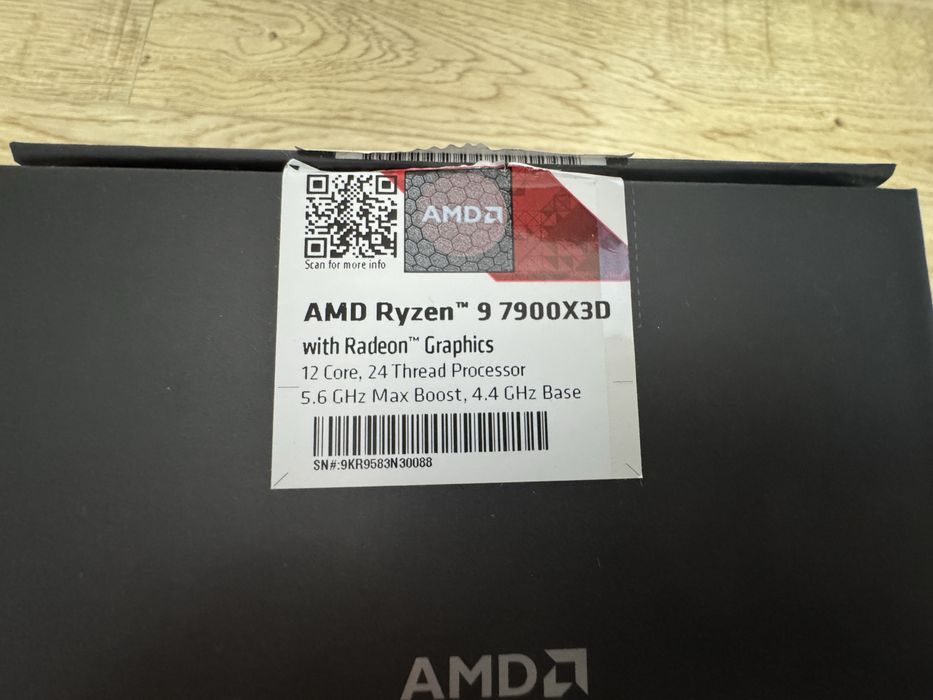 AMD
Scan for more info
AMD Ryzen™ 9 7900X3D
with Radeon™ Graphics
12 Core, 24 Thread Processor
5.6 GHz Max Boost, 4.4 GHz Base
SN#:9KR9583N30088
AMD